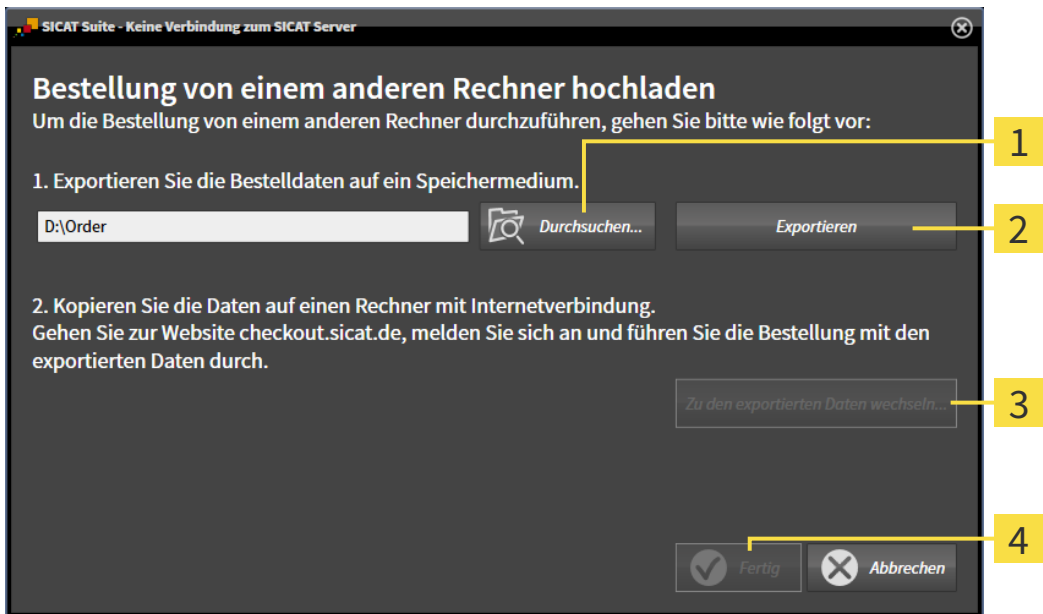 SICAT Suite - Keine Verbindung zum SICAT Server
Bestellung von einem anderen Rechner hochladen
Um die Bestellung von einem anderen Rechner durchzuführen, gehen Sie bitte wie folgt vor:
1
1. Exportieren Sie die Bestelldaten auf ein Speichermedium.
D:\Order
Durchsuchen...
Exportieren
2
2. Kopieren Sie die Daten auf einen Rechner mit Internetverbindung.
Gehen Sie zur Website checkout.sicat.de, melden Sie sich an und führen Sie die Bestellung mit den
exportierten Daten durch.
Zu den exportierten Daten wechseln...
3
4
Fertig
Abbrechen